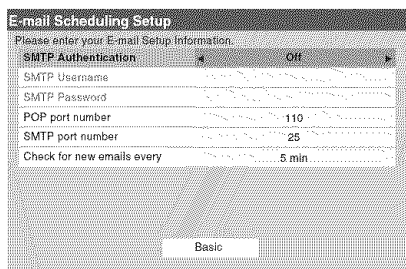 E-mail Scheduling Setup
Please enter your E-mail Setup Information.
SMTP Authentication Off
SMTP Username
SMTP Password
POP port number 110
SMTP port number 25
Check for new emails every 5 min
Basic